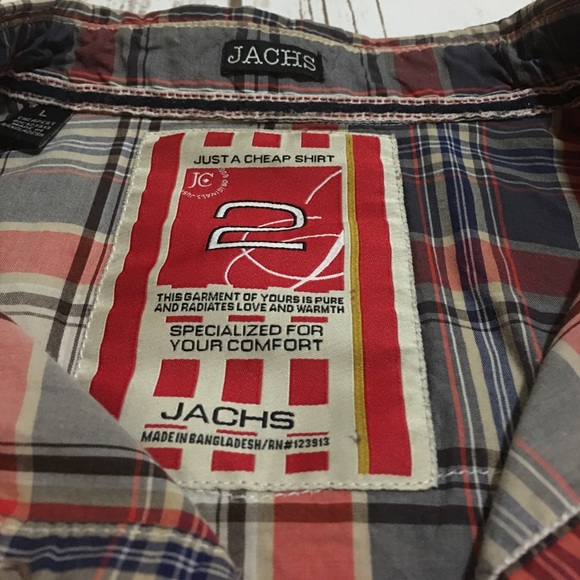 JACHS
L
JUST A CHEAP SHIRT
JC
2
THIS GARMENT OF YOURS IS PURE
AND RADIATES LOVE AND WARMTH
SPECIALIZED FOR
YOUR COMFORT
JACHS
MADE IN BANGLADESH/RN#123913